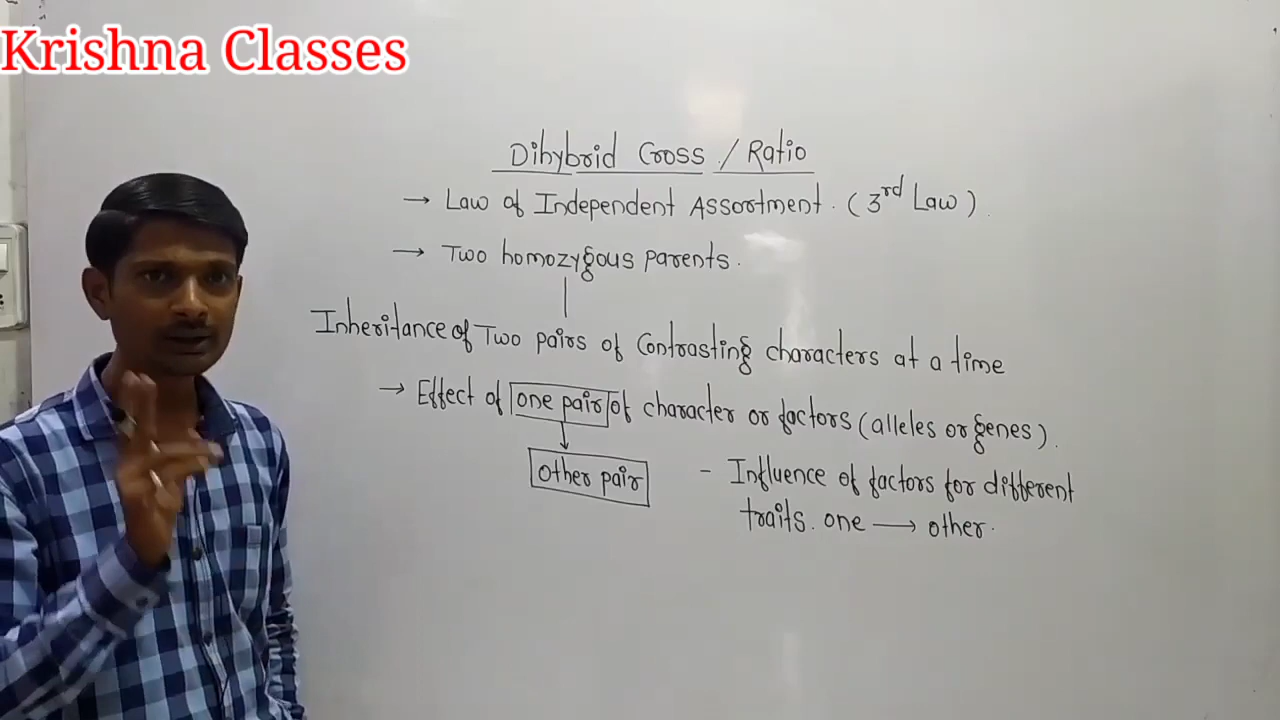 Krishna Classes
Dihybrid Cross / Ratio
→ Law of Independent Assortment. (3rd Law).
→ Two homozygous parents.
Inheritance of Two pairs of Contrasting characters at a time
→ Effect of one pair of character or factors (alleles or genes).
Other pair
- Influence of factors for different
traits. one → other.